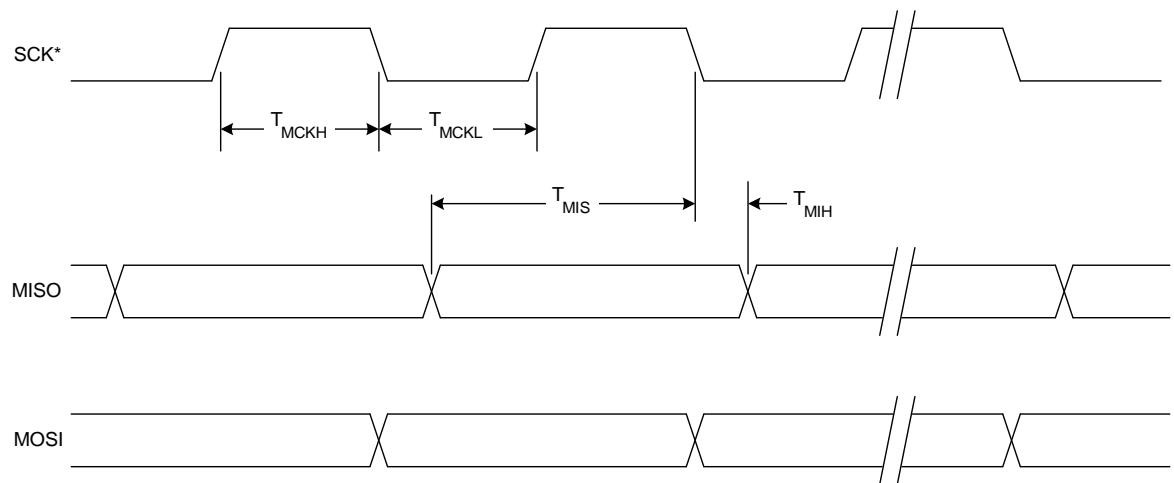 SCK*
T_MCKH
T_MCKL
T_MIS
T_MIH
MISO
MOSI